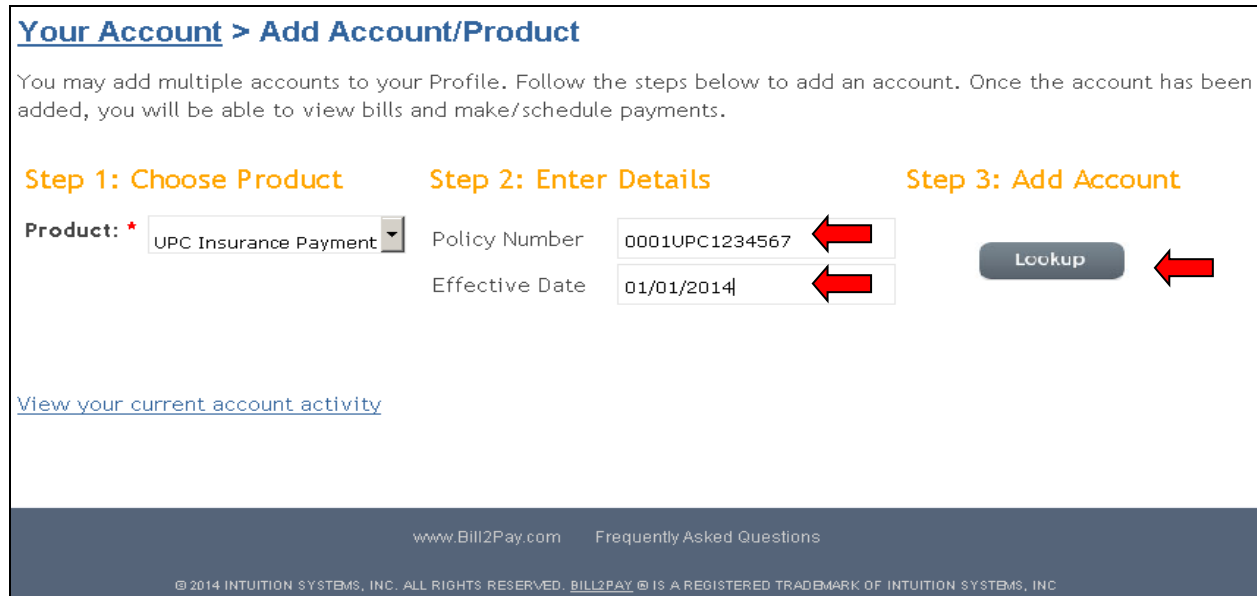 Your Account > Add Account/Product
You may add multiple accounts to your Profile. Follow the steps below to add an account. Once the account has been
added, you will be able to view bills and make/schedule payments.
Step 1: Choose Product
Product: * UPC Insurance Payment
Step 2: Enter Details
Policy Number 0001UPC1234567
Effective Date 01/01/2014
Step 3: Add Account
Lookup
View your current account activity
www.Bill2Pay.com Frequently Asked Questions
© 2014 INTUITION SYSTEMS, INC. ALL RIGHTS RESERVED. BILL2PAY ® IS A REGISTERED TRADEMARK OF INTUITION SYSTEMS, INC